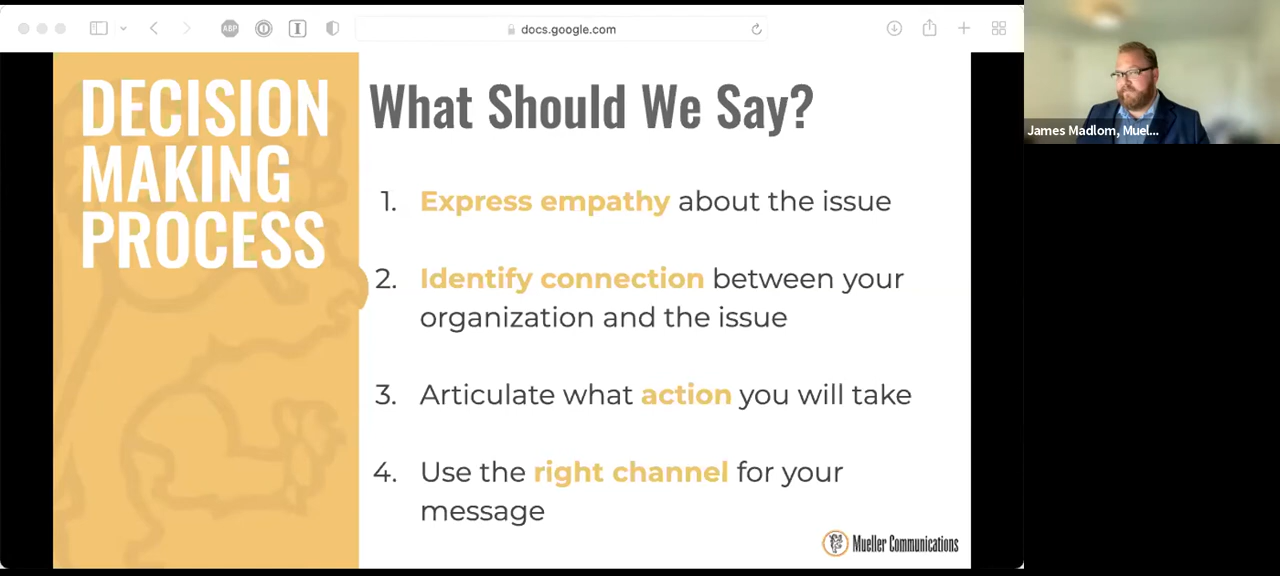 ABP
docs.google.com
DECISION
MAKING
PROCESS
What Should We Say?
1. Express empathy about the issue
2. Identify connection between your
organization and the issue
3. Articulate what action you will take
4. Use the right channel for your
message
Mueller Communications
James Madlom, Muel...